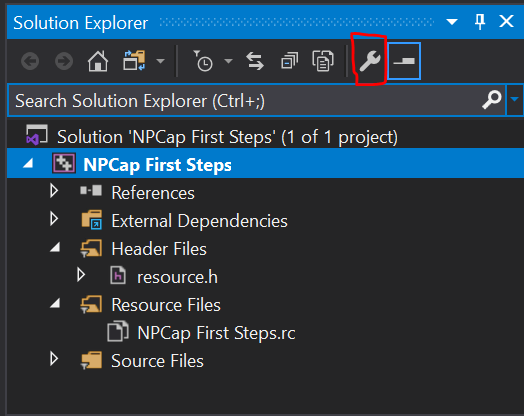 Solution Explorer
Search Solution Explorer (Ctrl+;)
Solution 'NPCap First Steps' (1 of 1 project)
NPCap First Steps
References
External Dependencies
Header Files
resource.h
Resource Files
NPCap First Steps.rc
Source Files